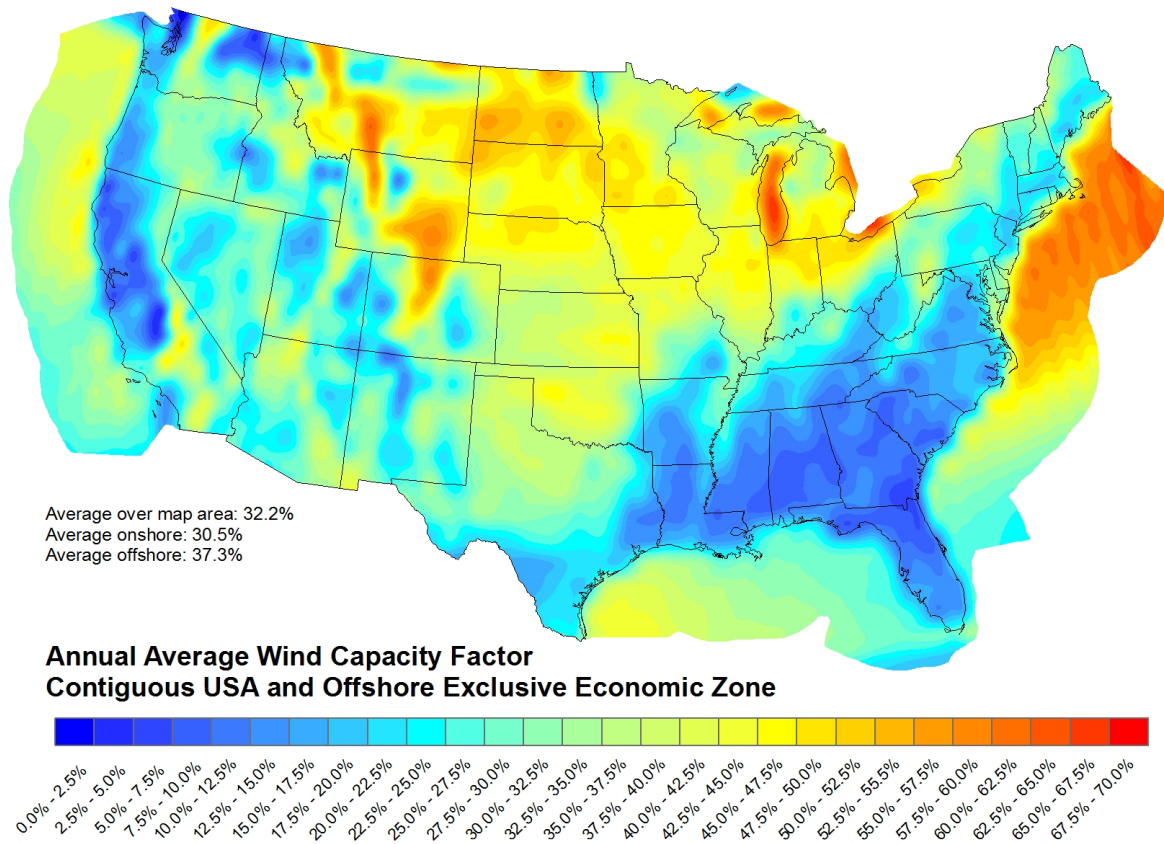 Average over map area: 32.2%
Average onshore: 30.5%
Average offshore: 37.3%
Annual Average Wind Capacity Factor
Contiguous USA and Offshore Exclusive Economic Zone
0.0% - 2.5%
2.5% - 5.0%
5.0% - 7.5%
7.5% - 10.0%
10.0% - 12.5%
12.5% - 15.0%
15.0% - 17.5%
17.5% - 20.0%
20.0% - 22.5%
22.5% - 25.0%
25.0% - 27.5%
27.5% - 30.0%
30.0% - 32.5%
32.5% - 35.0%
35.0% - 37.5%
37.5% - 40.0%
40.0% - 42.5%
42.5% - 45.0%
45.0% - 47.5%
47.5% - 50.0%
50.0% - 52.5%
52.5% - 55.5%
55.0% - 57.5%
57.5% - 60.0%
60.0% - 62.5%
62.5% - 65.0%
65.0% - 67.5%
67.5% - 70.0%